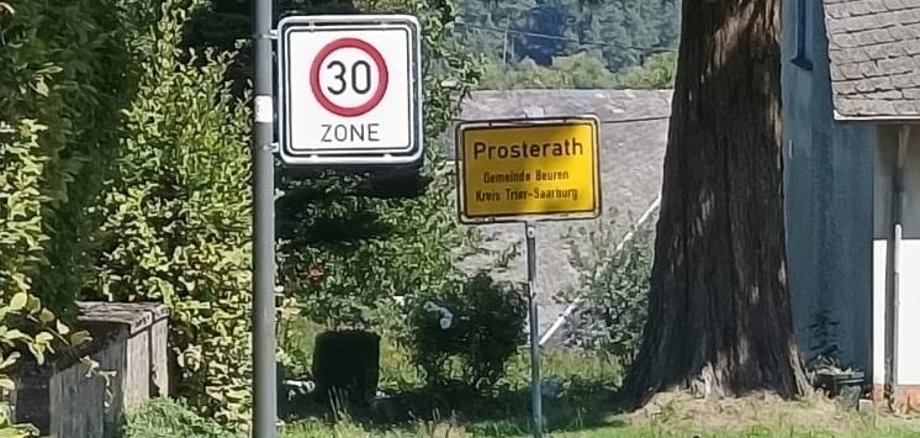 30
ZONE
Prosterath
Gemeinde Beuren
Kreis Trier-Saarburg